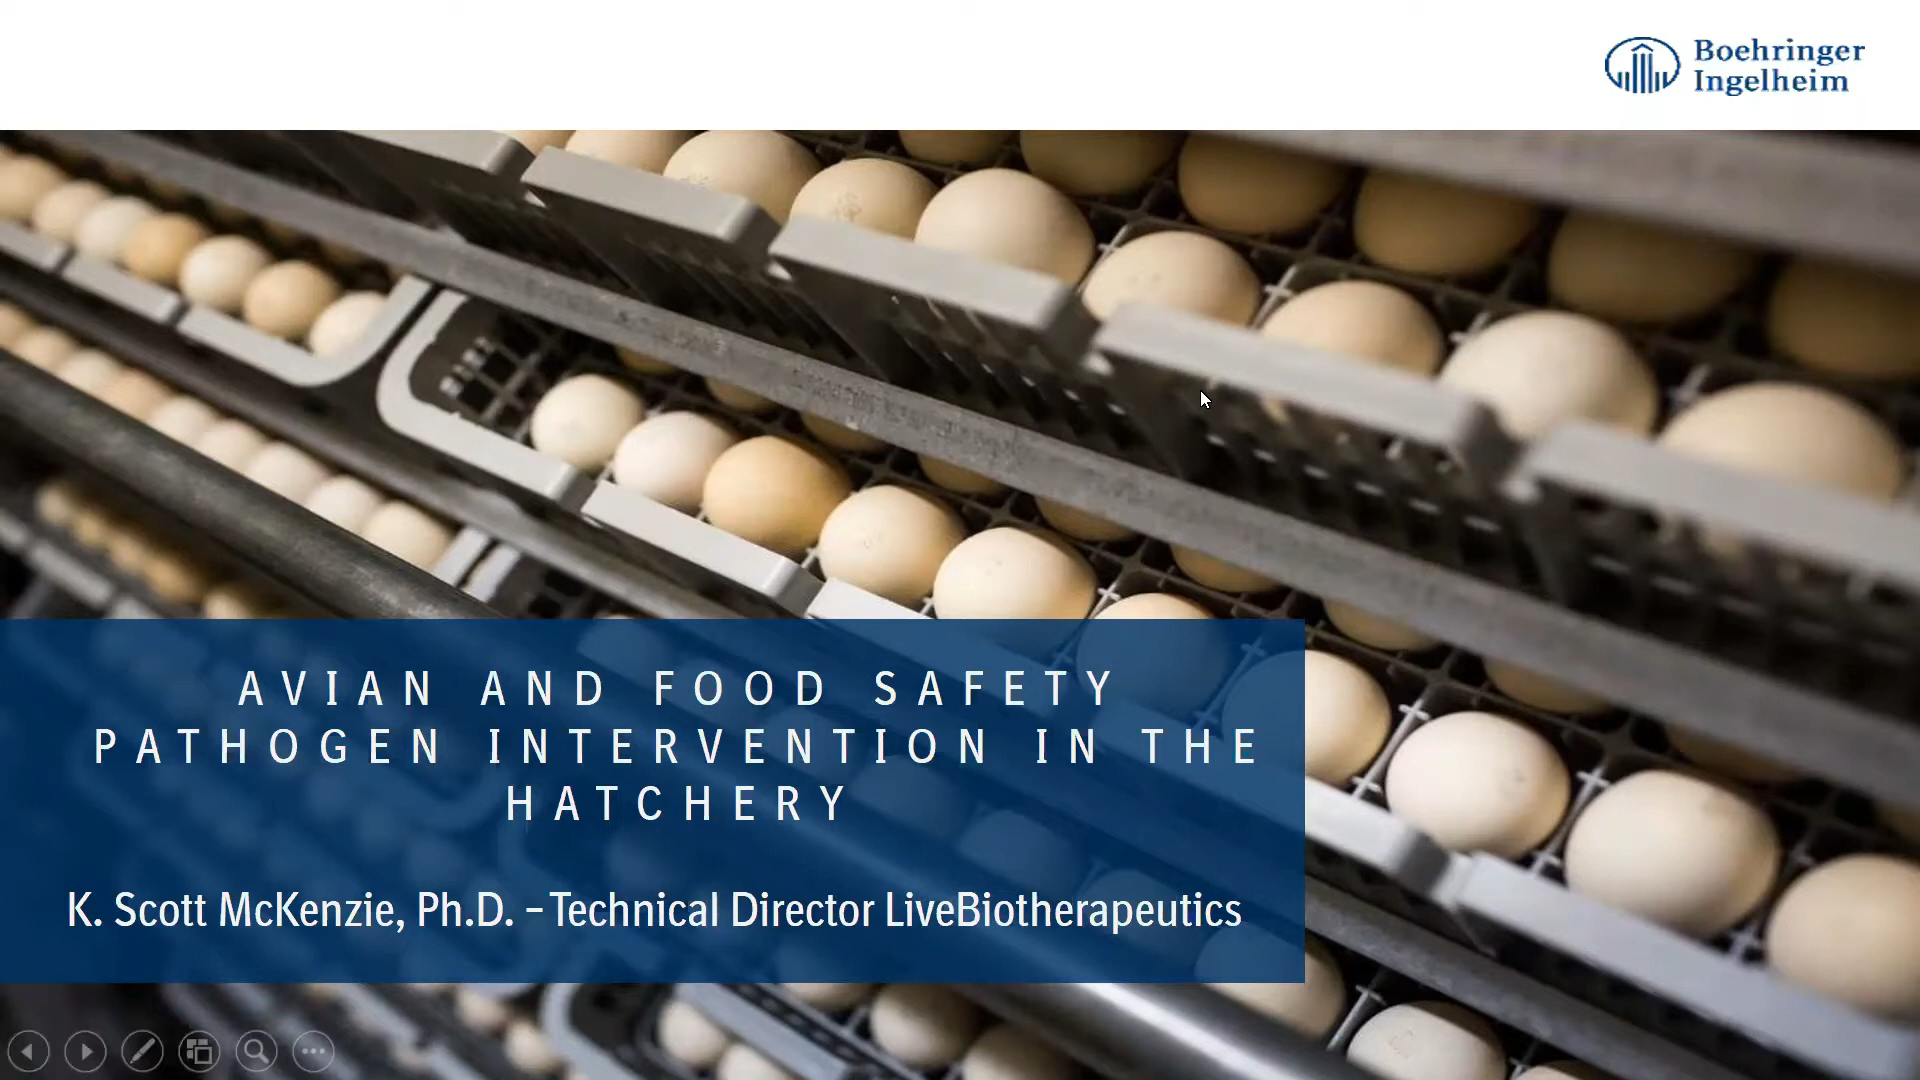 Boehringer
Ingelheim
AVIAN AND FOOD SAFETY
PATHOGEN INTERVENTION IN THE
HATCHERY
K. Scott McKenzie, Ph.D. – Technical Director LiveBiotherapeutics